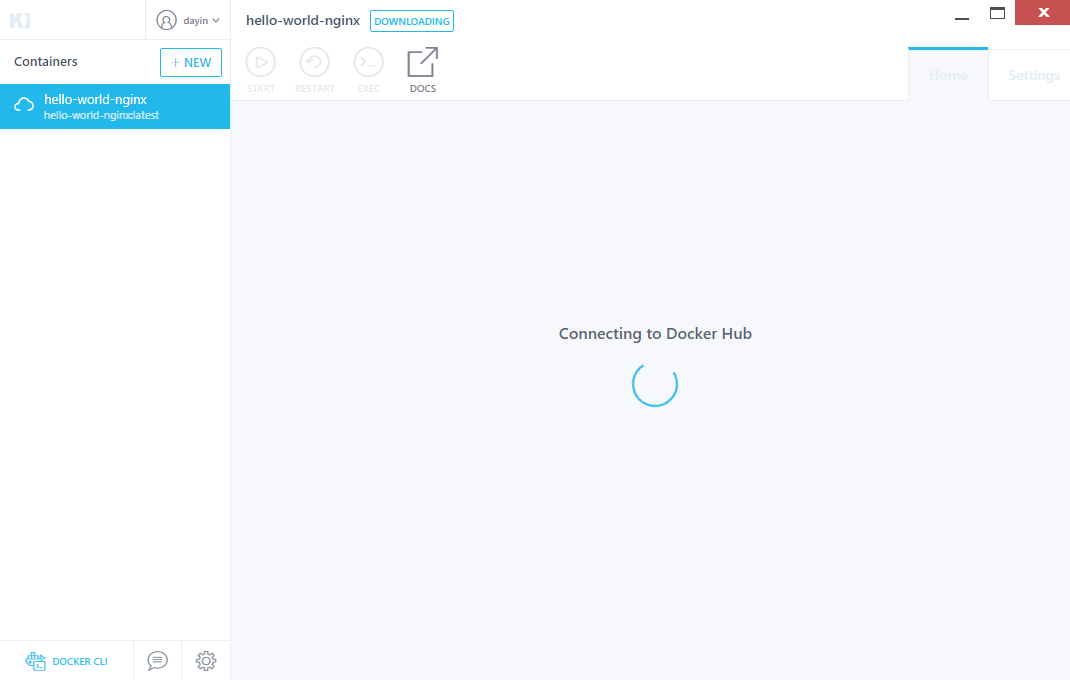 dayin
hello-world-nginx DOWNLOADING
Containers
+ NEW
START RESTART EXEC DOCS
Home Settings
hello-world-nginx
hello-world-nginx:latest
Connecting to Docker Hub
DOCKER CLI